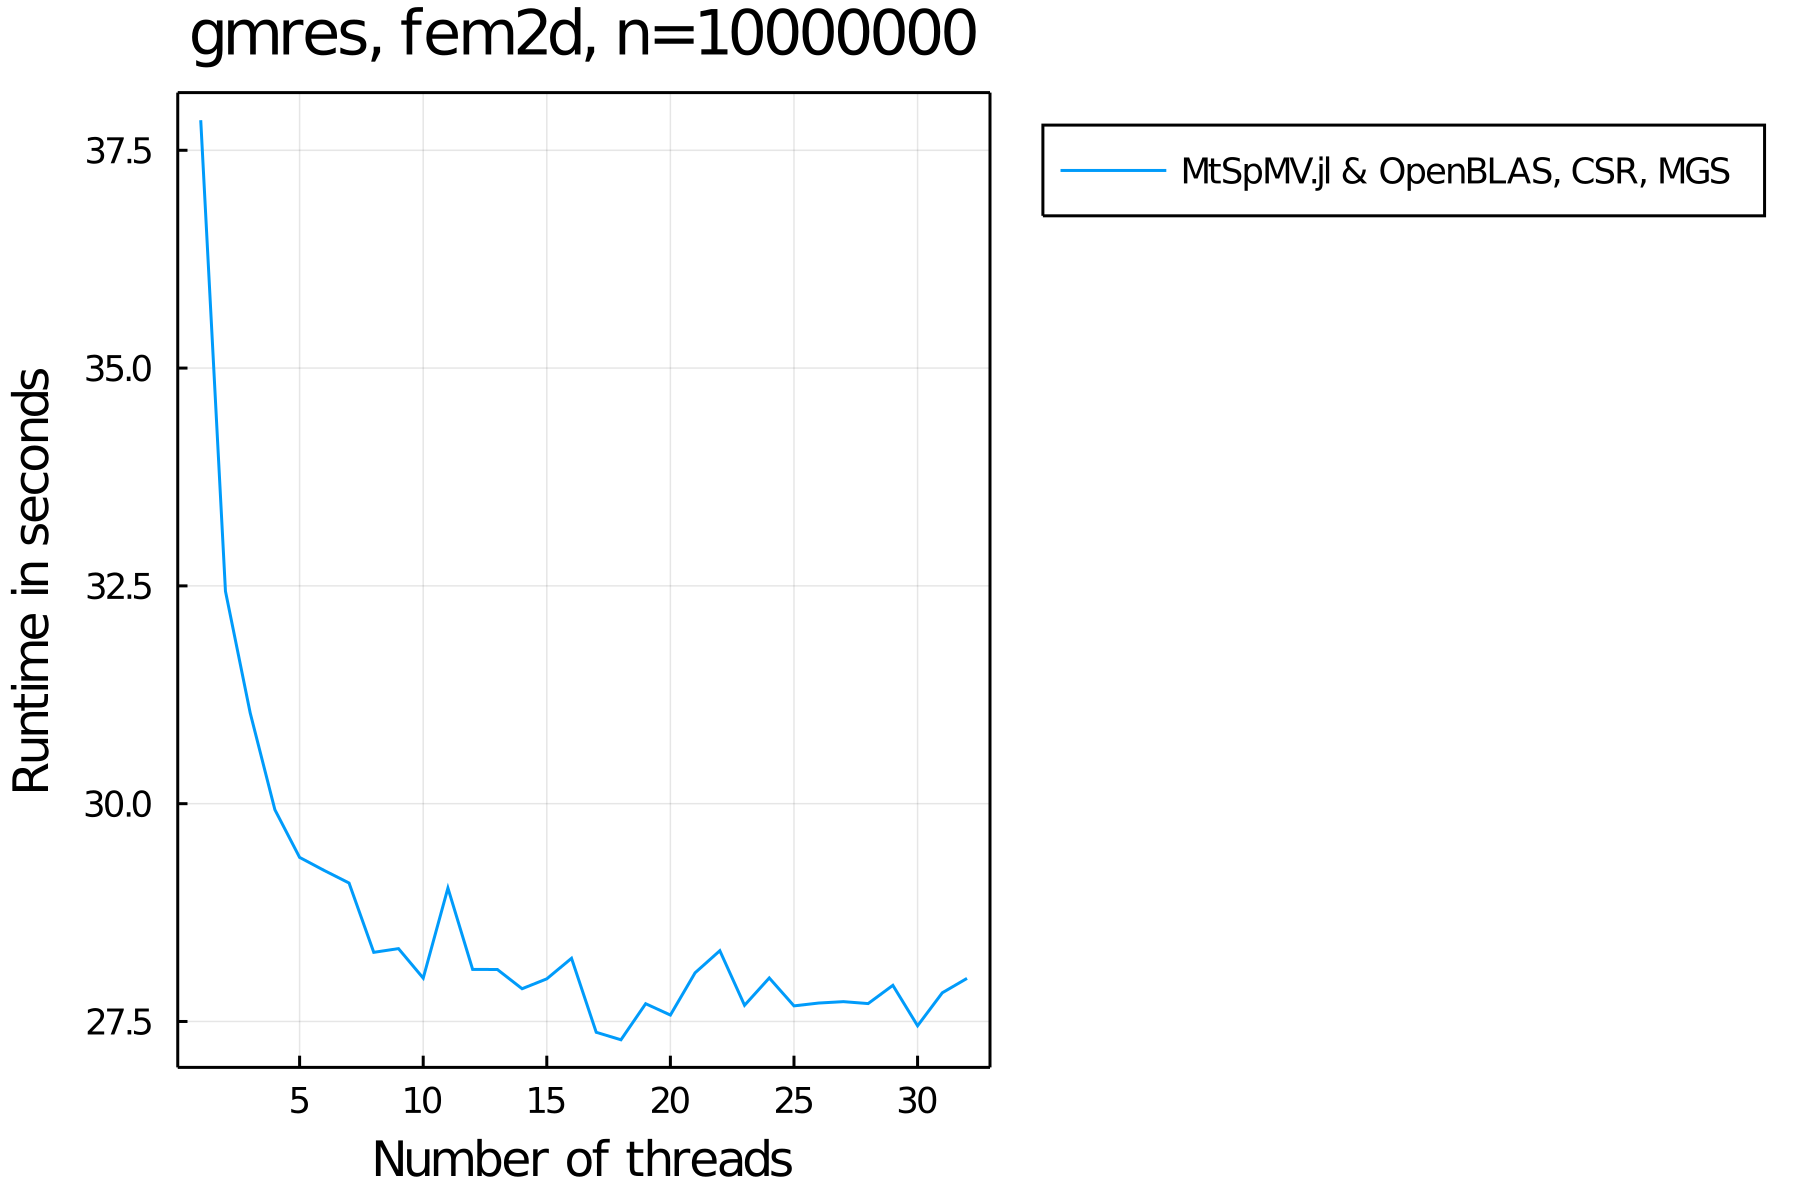 gmres, fem2d, n=10000000
MtSpMV.jl & OpenBLAS, CSR, MGS
37.5
35.0
32.5
30.0
27.5
Runtime in seconds
5 10 15 20 25 30
Number of threads